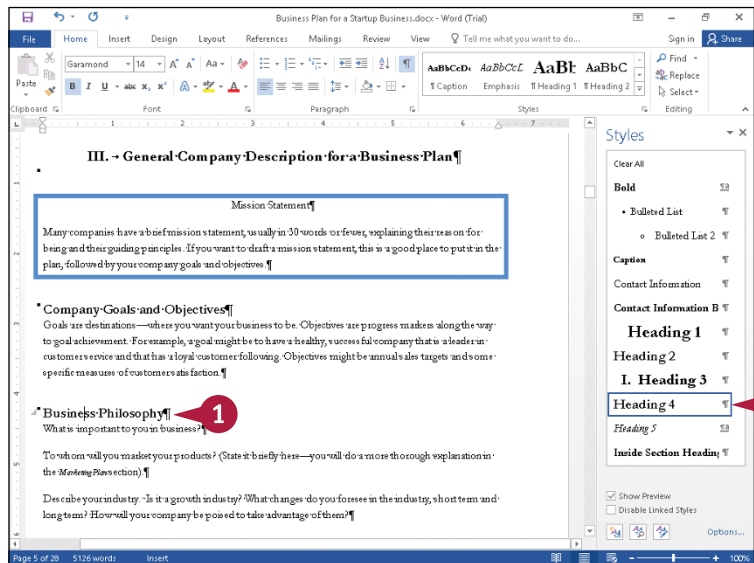 Business Plan for a Startup Business.docx - Word (Trial)
File Home Insert Design Layout References Mailings Review View Tell me what you want to do... Sign in Share
Garamond 14 A A Aa
Paste
B I U abc x₂ x² A A
AaBbCcD AaBbCcL AaBb AaBbC
¶ Caption Emphasis ¶ Heading 1 ¶ Heading 2
Find
Replace
Select
Clipboard Font Paragraph Styles Editing
1 2 3 4 5 6 7
III. → General·Company·Description·for·a·Business·Plan¶
Mission·Statement¶
Many·companies·have·a·brief·mission·statement,·usually·in·30·words·or·fewer,·explaining·their·reason·for·
being·and·their·guiding·principles.·If·you·want·to·draft·a·mission·statement,·this·is·a·good·place·to·put·it·in·the·
plan,·followed·by·your·company·goals·and·objectives.¶
Company·Goals·and·Objectives¶
Goals·are·destinations—where·you·want·your·business·to·be.·Objectives·are·progress·markers·along·the·way·
to·goal·achievement.·For·example,·a·goal·might·be·to·have·a·healthy,·successful·company·that·is·a·leader·in·
customer·service·and·that·has·a·loyal·customer·following.·Objectives·might·be·annual·sales·targets·and·some·
specific·measures·of·customer·satisfaction.¶
Business·Philosophy¶ 1
What·is·important·to·you·in·business?¶
To·whom·will·you·market·your·products?·(State·it·briefly·here—you·will·do·a·more·thorough·explanation·in·
the·Marketing·Plan·section).¶
Describe·your·industry.··Is·it·a·growth·industry?·What·changes·do·you·foresee·in·the·industry,·short·term·and·
long·term?·How·will·your·company·be·poised·to·take·advantage·of·them?¶
Styles
Clear All
Bold
• Bulleted List ¶
o Bulleted List 2 ¶
Caption ¶
Contact Information ¶
Contact Information B ¶
Heading 1 ¶
Heading 2 ¶
I. Heading 3 ¶
Heading 4 ¶
Heading 5
Inside Section Heading ¶
Show Preview
Disable Linked Styles
Options...
Page 5 of 28 5126 words Insert 100%